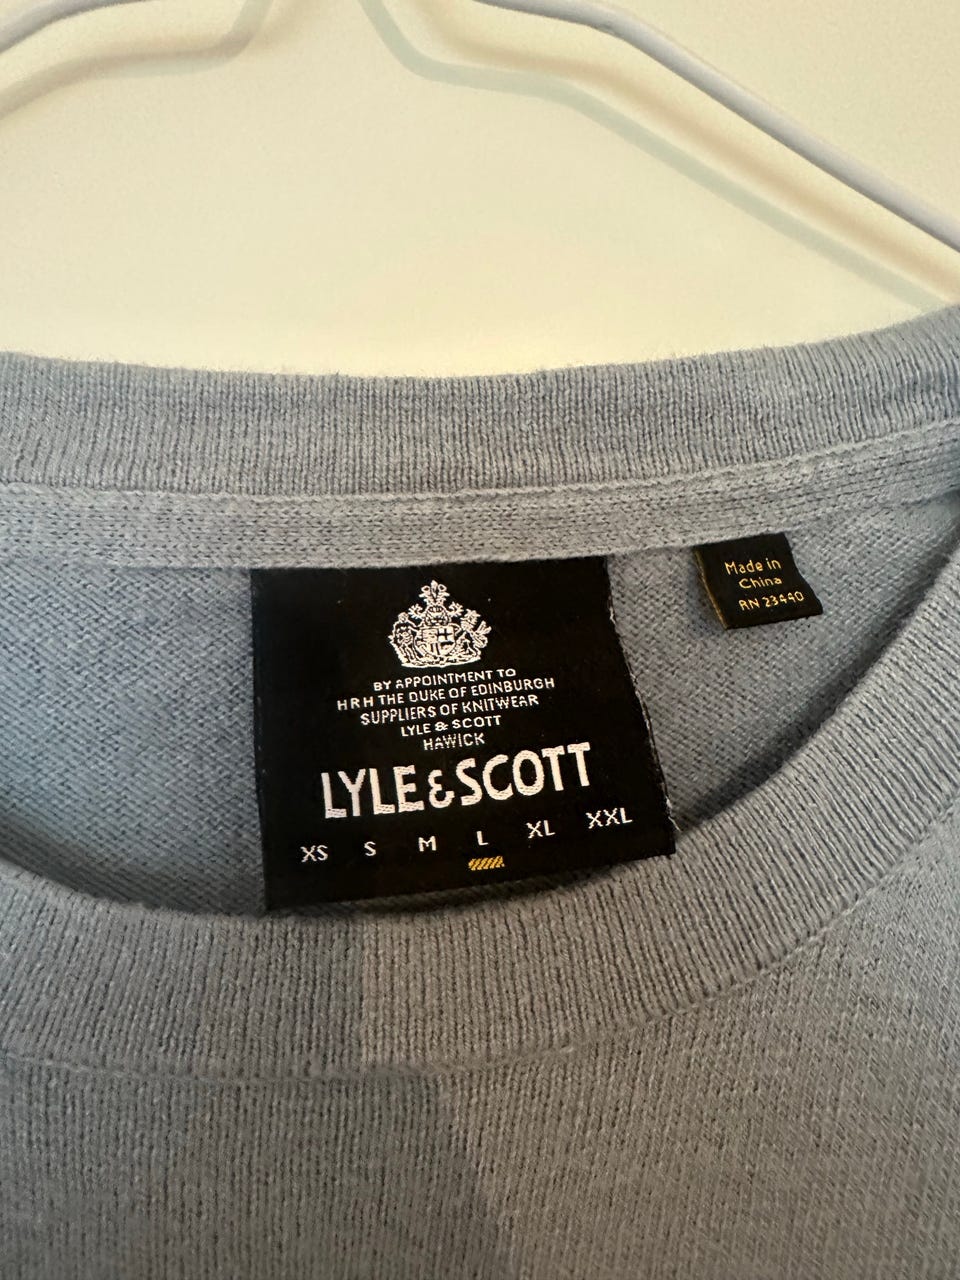 BY APPOINTMENT TO
HRH THE DUKE OF EDINBURGH
SUPPLIERS OF KNITWEAR
LYLE & SCOTT
HAWICK
LYLE & SCOTT
XS S M L XL XXL
Made in
China
RN 23440